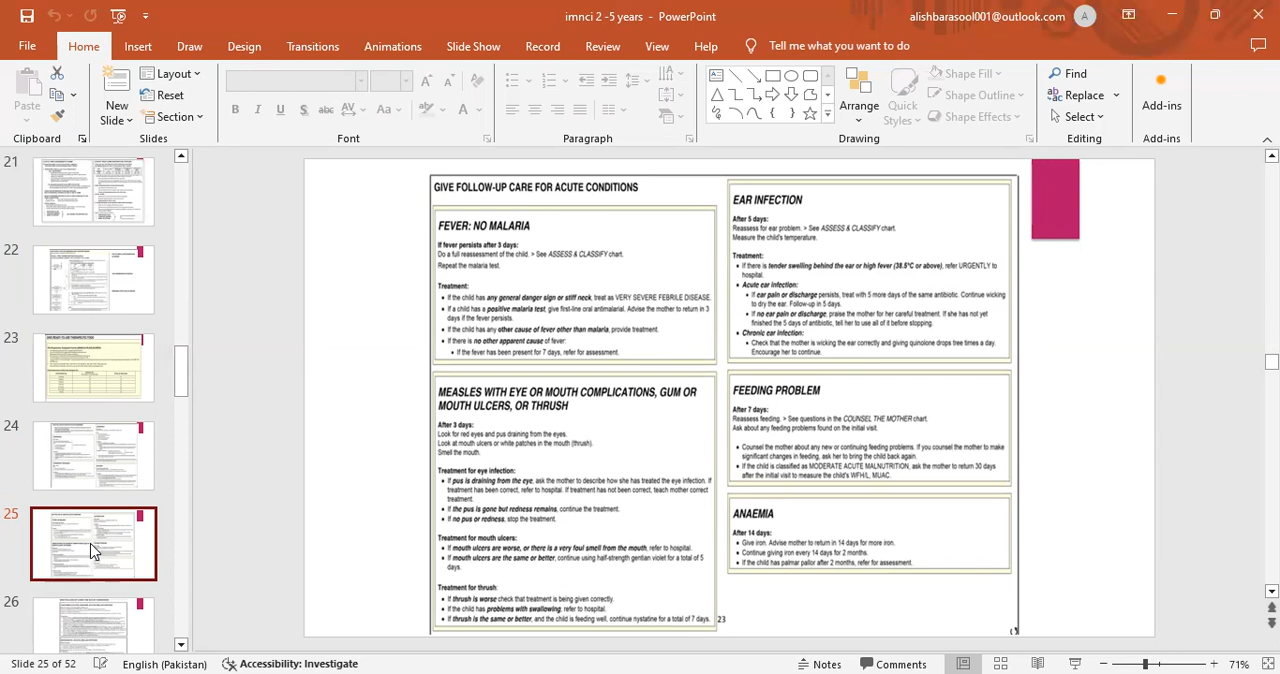 imnci 2 -5 years - PowerPoint
alishbarasool001@outlook.com
A
File
Home
Insert
Draw
Design
Transitions
Animations
Slide Show
Record
Review
View
Help
Tell me what you want to do
Paste
New
Slide
Layout
Reset
Section
B I U S abc AV Aa A
Shape Fill
Shape Outline
Shape Effects
Arrange
Quick
Styles
Find
Replace
Select
Add-ins
Clipboard
Slides
Font
Paragraph
Drawing
Editing
Add-ins
21
22
23
24
25
26
GIVE FOLLOW-UP CARE FOR ACUTE CONDITIONS
FEVER: NO MALARIA
If fever persists after 3 days:
Do a full reassessment of the child. > See ASSESS & CLASSIFY chart.
Repeat the malaria test.
Treatment:
• If the child has any general danger sign or stiff neck, treat as VERY SEVERE FEBRILE DISEASE.
• If a child has a positive malaria test, give first-line oral antimalarial. Advise the mother to return in 3
days if the fever persists.
• If the child has any other cause of fever other than malaria, provide treatment.
• If there is no other apparent cause of fever:
• If the fever has been present for 7 days, refer for assessment.
MEASLES WITH EYE OR MOUTH COMPLICATIONS, GUM OR
MOUTH ULCERS, OR THRUSH
After 3 days:
Look for red eyes and pus draining from the eyes.
Look at mouth ulcers or white patches in the mouth (thrush).
Smell the mouth.
Treatment for eye infection:
• If pus is draining from the eye, ask the mother to describe how she has treated the eye infection. If
treatment has been correct, refer to hospital. If treatment has not been correct, teach mother correct
treatment.
• If the pus is gone but redness remains, continue the treatment.
• If no pus or redness, stop the treatment.
Treatment for mouth ulcers:
• If mouth ulcers are worse, or there is a very foul smell from the mouth, refer to hospital.
• If mouth ulcers are the same or better, continue using half-strength gentian violet for a total of 5
days.
Treatment for thrush:
• If thrush is worse check that treatment is being given correctly.
• If the child has problems with swallowing, refer to hospital.
• If thrush is the same or better, and the child is feeding well, continue nystatine for a total of 7 days.
23
EAR INFECTION
After 5 days:
Reassess for ear problem. > See ASSESS & CLASSIFY chart.
Measure the child's temperature.
Treatment:
• If there is tender swelling behind the ear or high fever (38.5°C or above), refer URGENTLY to
hospital.
• Acute ear infection:
• If ear pain or discharge persists, treat with 5 more days of the same antibiotic. Continue wicking
to dry the ear. Follow-up in 5 days.
• If no ear pain or discharge, praise the mother for her careful treatment. If she has not yet
finished the 5 days of antibiotic, tell her to use all of it before stopping.
• Chronic ear infection:
• Check that the mother is wicking the ear correctly and giving quinolone drops tree times a day.
Encourage her to continue.
FEEDING PROBLEM
After 7 days:
Reassess feeding. > See questions in the COUNSEL THE MOTHER chart.
Ask about any feeding problems found on the initial visit.
• Counsel the mother about any new or continuing feeding problems. If you counsel the mother to make
significant changes in feeding, ask her to bring the child back again.
• If the child is classified as MODERATE ACUTE MALNUTRITION, ask the mother to return 30 days
after the initial visit to measure the child's WFH/L, MUAC.
ANAEMIA
After 14 days:
• Give iron. Advise mother to return in 14 days for more iron.
• Continue giving iron every 14 days for 2 months.
• If the child has palmar pallor after 2 months, refer for assessment.
Slide 25 of 52
English (Pakistan)
Accessibility: Investigate
Notes
Comments
71%